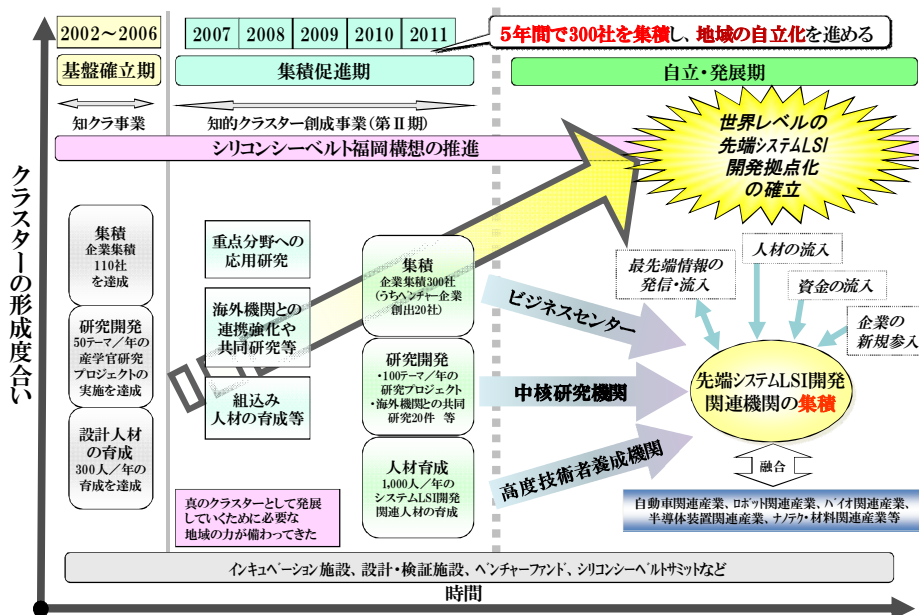 2002～2006
2007
2008
2009
2010
2011
5年間で300社を集積し、地域の自立化を進める
基盤確立期
集積促進期
自立・発展期
知クラ事業
知的クラスター創成事業(第Ⅱ期)
シリコンシーベルト福岡構想の推進
世界レベルの
先端システムLSI
開発拠点化
の確立
クラスターの形成度合い
集積
企業集積
110社
を達成
研究開発
50テーマ/年の
産学官研究
プロジェクトの
実施を達成
設計人材
の育成
300人/年の
育成を達成
重点分野への
応用研究
海外機関との
連携強化や
共同研究等
組込み
人材の育成等
真のクラスターとして発展
していくために必要な
地域の力が備わってきた
集積
企業集積300社
(うちベンチャー企業
創出20社)
研究開発
・100テーマ/年の
研究プロジェクト
・海外機関との共同
研究20件 等
人材育成
1,000人/年の
システムLSI開発
関連人材の育成
ビジネスセンター
中核研究機関
高度技術者養成機関
最先端情報の
発信・流入
人材の流入
資金の流入
企業の
新規参入
先端システムLSI開発
関連機関の集積
融合
自動車関連産業、ロボット関連産業、バイオ関連産業、
半導体装置関連産業、ナノテク・材料関連産業等
インキュベーション施設、設計・検証施設、ベンチャーファンド、シリコンシーベルトサミットなど
時間